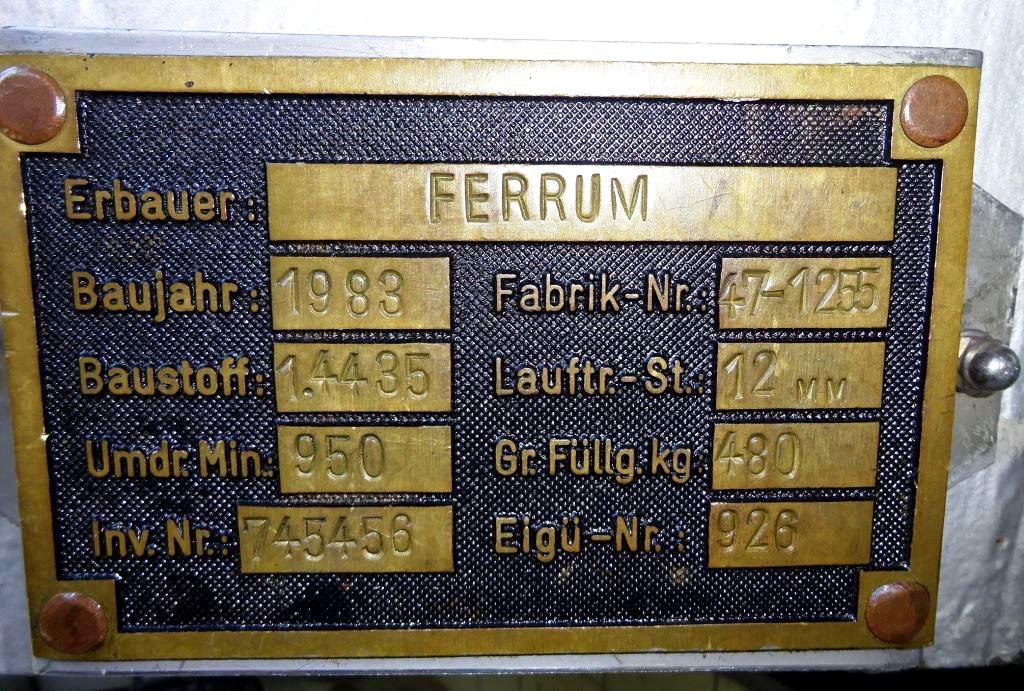 Erbauer: FERRUM
Baujahr: 1983 Fabrik-Nr.: 47-1255
Baustoff: 1.4435 Lauftr.-St.: 12 MM
Umdr. Min.: 950 Gr. Füllg. kg: 480
Inv. Nr.: 745456 Eigü-Nr.: 926